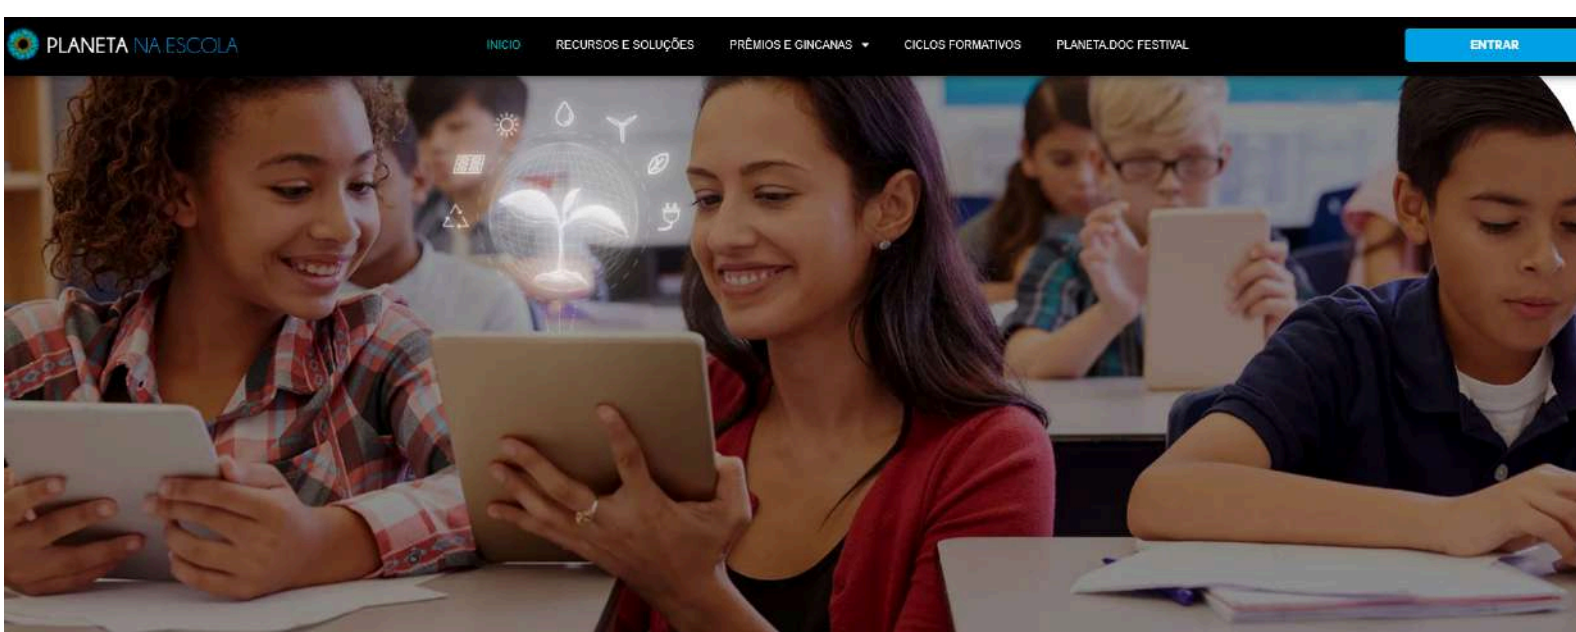 PLANETA NA ESCOLA
INICIO
RECURSOS E SOLUÇÕES
PRÊMIOS E GINCANAS
CICLOS FORMATIVOS
PLANETA.DOC FESTIVAL
ENTRAR